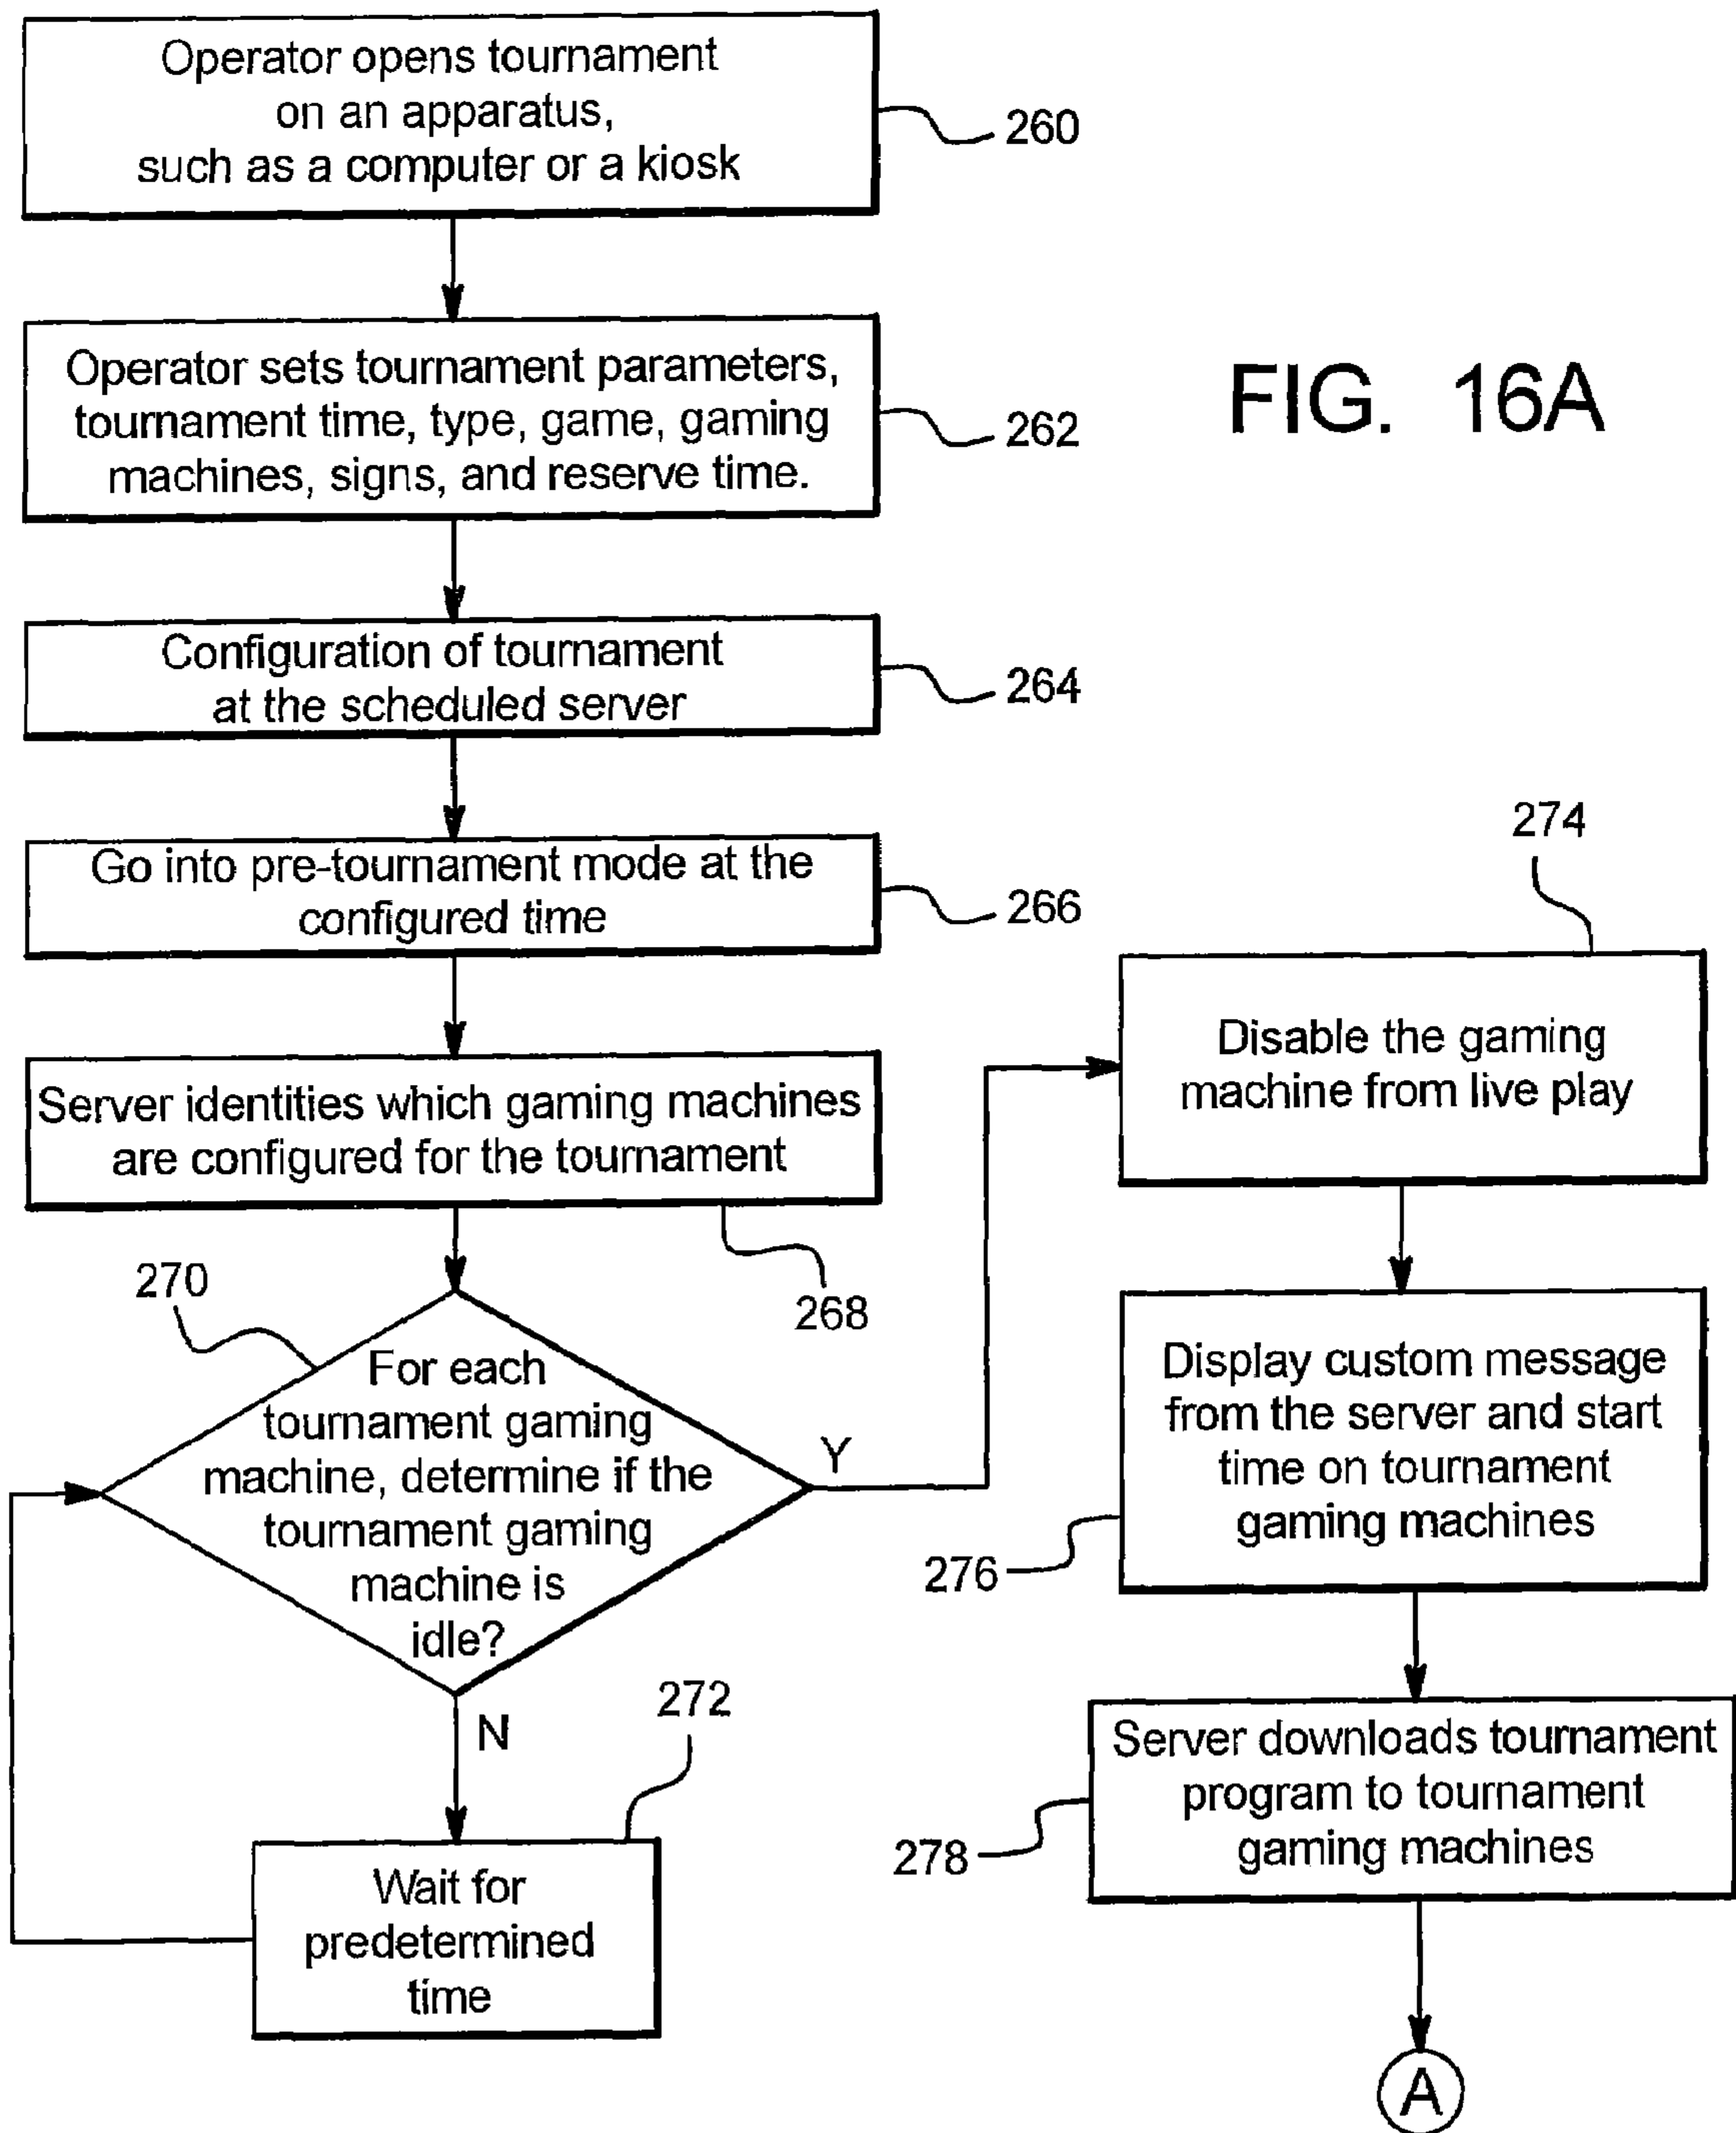 Operator opens tournament
on an apparatus,
such as a computer or a kiosk
260
Operator sets tournament parameters,
tournament time, type, game, gaming
machines, signs, and reserve time.
262
FIG. 16A
Configuration of tournament
at the scheduled server
264
Go into pre-tournament mode at the
configured time
266
Server identities which gaming machines
are configured for the tournament
268
270
For each
tournament gaming
machine, determine if the
tournament gaming
machine is
idle?
Y
N
272
Wait for
predetermined
time
274
Disable the gaming
machine from live play
Display custom message
from the server and start
time on tournament
gaming machines
276
Server downloads tournament
program to tournament
gaming machines
278
A